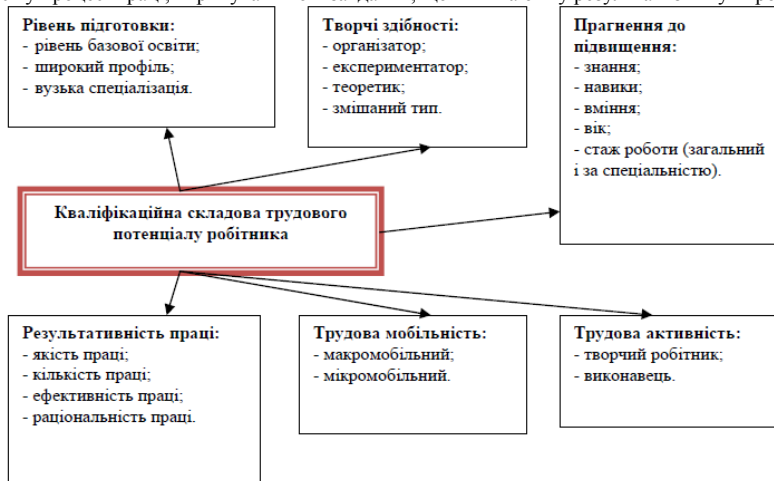 Рівень підготовки:
- рівень базової освіти;
- широкий профіль;
- вузька спеціалізація.
Творчі здібності:
- організатор;
- експериментатор;
- теоретик;
- змішаний тип.
Прагнення до
підвищення:
- знання;
- навики;
- вміння;
- вік;
- стаж роботи (загальний
і за спеціальністю).
Кваліфікаційна складова трудового
потенціалу робітника
Результативність праці:
- якість праці;
- кількість праці;
- ефективність праці;
- раціональність праці.
Трудова мобільність:
- макромобільний;
- мікромобільний.
Трудова активність:
- творчий робітник;
- виконавець.